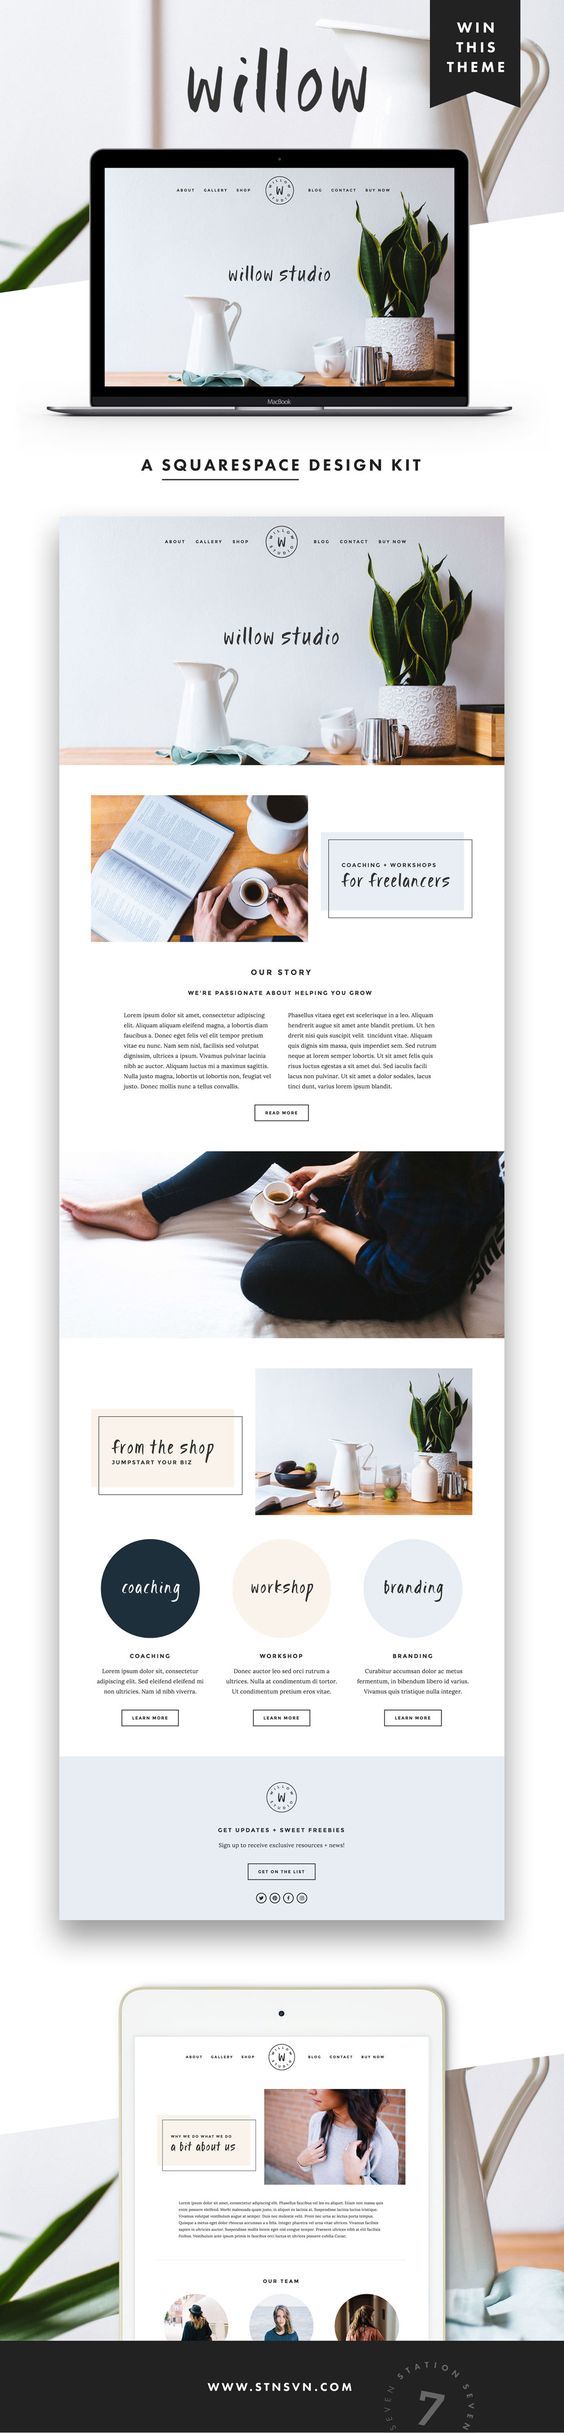 WIN
THIS
THEME
willow
ABOUT GALLERY SHOP WILLOW W STUDIO BLOG CONTACT BUY NOW
willow studio
MacBook
A SQUARESPACE DESIGN KIT
ABOUT GALLERY SHOP WILLOW W STUDIO BLOG CONTACT BUY NOW
willow studio
COACHING + WORKSHOPS
for freelancers
OUR STORY
WE'RE PASSIONATE ABOUT HELPING YOU GROW
Lorem ipsum dolor sit amet, consectetur adipiscing
elit. Aliquam aliquam eleifend magna, a lobortis diam
faucibus a. Donec eget felis vel elit tempor pretium
vitae eu nunc. Nam sem nisl, facilisis sed volutpat
dignissim, ultrices a ipsum. Vivamus pulvinar lacinia
nibh ac auctor. Aliquam luctus mi a maximus sagittis.
Nulla justo magna, lobortis ut lobortis non, feugiat vel
justo. Donec mollis nunc a tellus convallis.
Phasellus vitaea eget est scelerisque in a leo. Aliquam
hendrerit augue sit amet ante blandit pretium. Ut hen
drerit nisi quis suscipit velit. tincidunt vitae. Aliquam
quis dignis sim massa, quis imperdiet sem. Sed rutrum
neque at lorem semper lobortis. Ut sit amet felis quis
risus luctus egestas a sit amet dui. Sed iaculis facili
lacus non pulvinar. Ut sit amet a dolor sodales, lacus
tinci dunt, varius lorem ipsum blandit.
READ MORE
from the shop
JUMPSTART YOUR BIZ
coaching
workshop
branding
COACHING
Lorem ipsum dolor sit, consectetur
adipiscing elit. Sed eleifend eleifend mi
non ultricies. Nam id nibh viverra.
LEARN MORE
WORKSHOP
Donec auctor leo sed orci rutrum a
ultrices. Nulla at condimentum di tortor.
Ut condimentum pretium eros vitae.
LEARN MORE
BRANDING
Curabitur accumsan dolor ac metus
fermentum, in bibendum libero id varius.
Vivamus quis tristique nulla integer.
LEARN MORE
WILLOW W STUDIO
GET UPDATES + SWEET FREEBIES
Sign up to receive exclusive resources + news!
GET ON THE LIST
ABOUT GALLERY SHOP WILLOW W STUDIO BLOG CONTACT BUY NOW
WHY WE DO WHAT WE DO
a bit about us
OUR TEAM
WWW.STNSVN.COM
STATION SEVEN
7
SEVEN